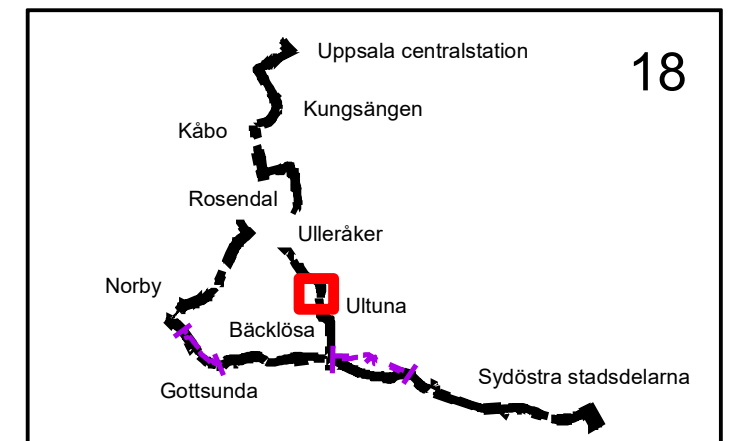 Uppsala centralstation
18
Kungsängen
Kåbo
Rosendal
Ulleråker
Norby
Ultuna
Bäcklösa
Sydöstra stadsdelarna
Gottsunda